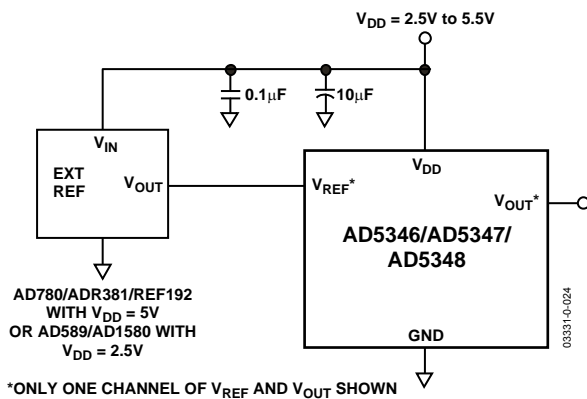 V_DD = 2.5V to 5.5V
0.1µF
10µF
V_IN
EXT
REF
V_OUT
V_REF*
V_DD
V_OUT*
AD5346/AD5347/
AD5348
GND
AD780/ADR381/REF192
WITH V_DD = 5V
OR AD589/AD1580 WITH
V_DD = 2.5V
03331-0-024
*ONLY ONE CHANNEL OF V_REF AND V_OUT SHOWN